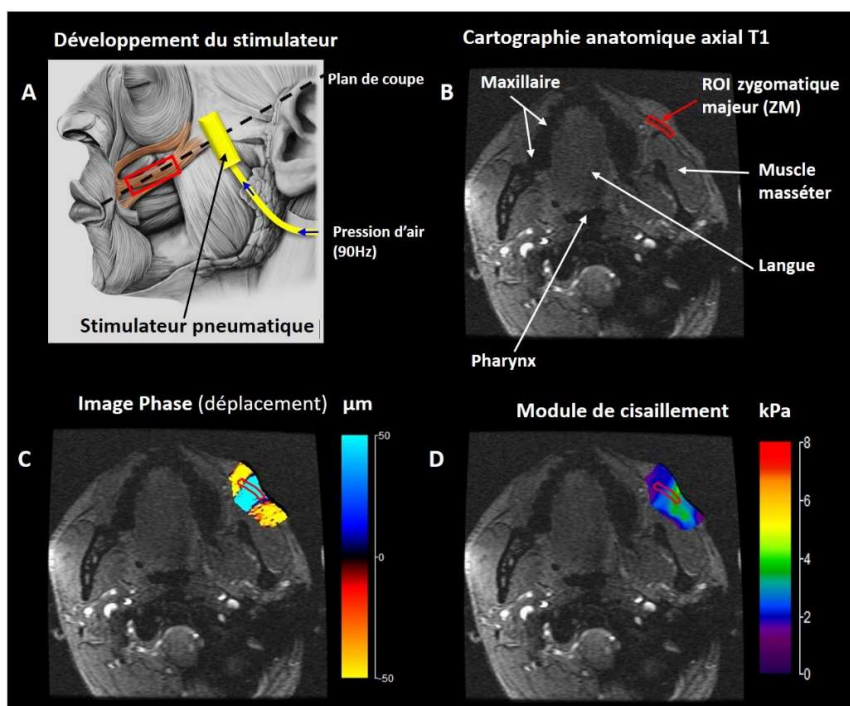 Développement du stimulateur
A
Plan de coupe
Pression d'air
(90Hz)
Stimulateur pneumatique
Cartographie anatomique axial T1
B
Maxillaire
ROI zygomatique
majeur (ZM)
Muscle
masséter
Langue
Pharynx
Image Phase (déplacement) μm
C
50
0
-50
Module de cisaillement kPa
D
8
6
4
2
0